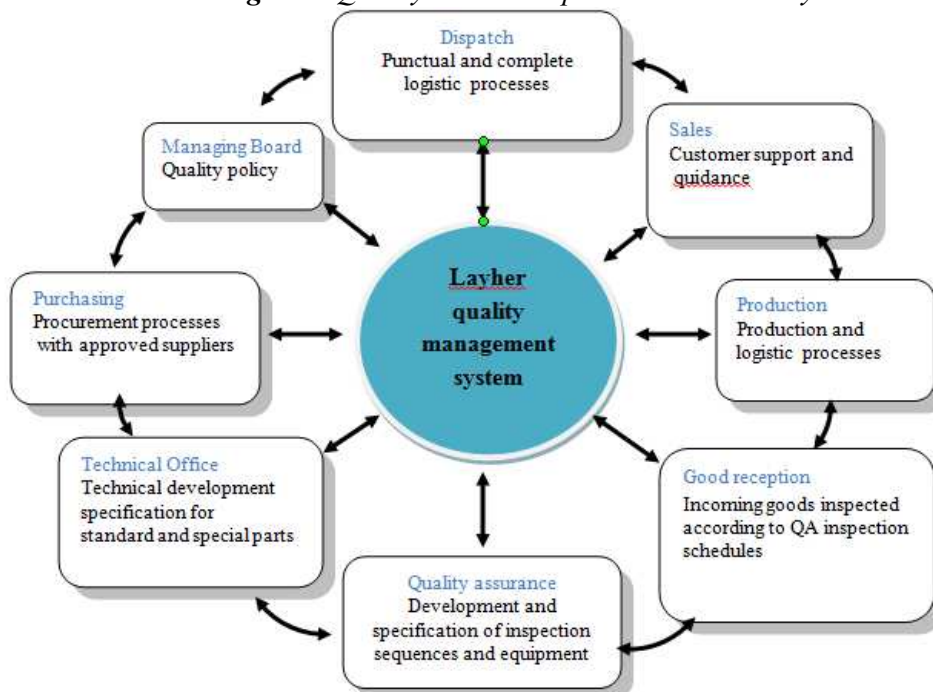 Dispatch
Punctual and complete
logistic processes
Sales
Customer support and
quidance
Managing Board
Quality policy
Layher
quality
management
system
Purchasing
Procurement processes
with approved suppliers
Production
Production and
logistic processes
Technical Office
Technical development
specification for
standard and special parts
Good reception
Incoming goods inspected
according to QA inspection
schedules
Quality assurance
Development and
specification of inspection
sequences and equipment